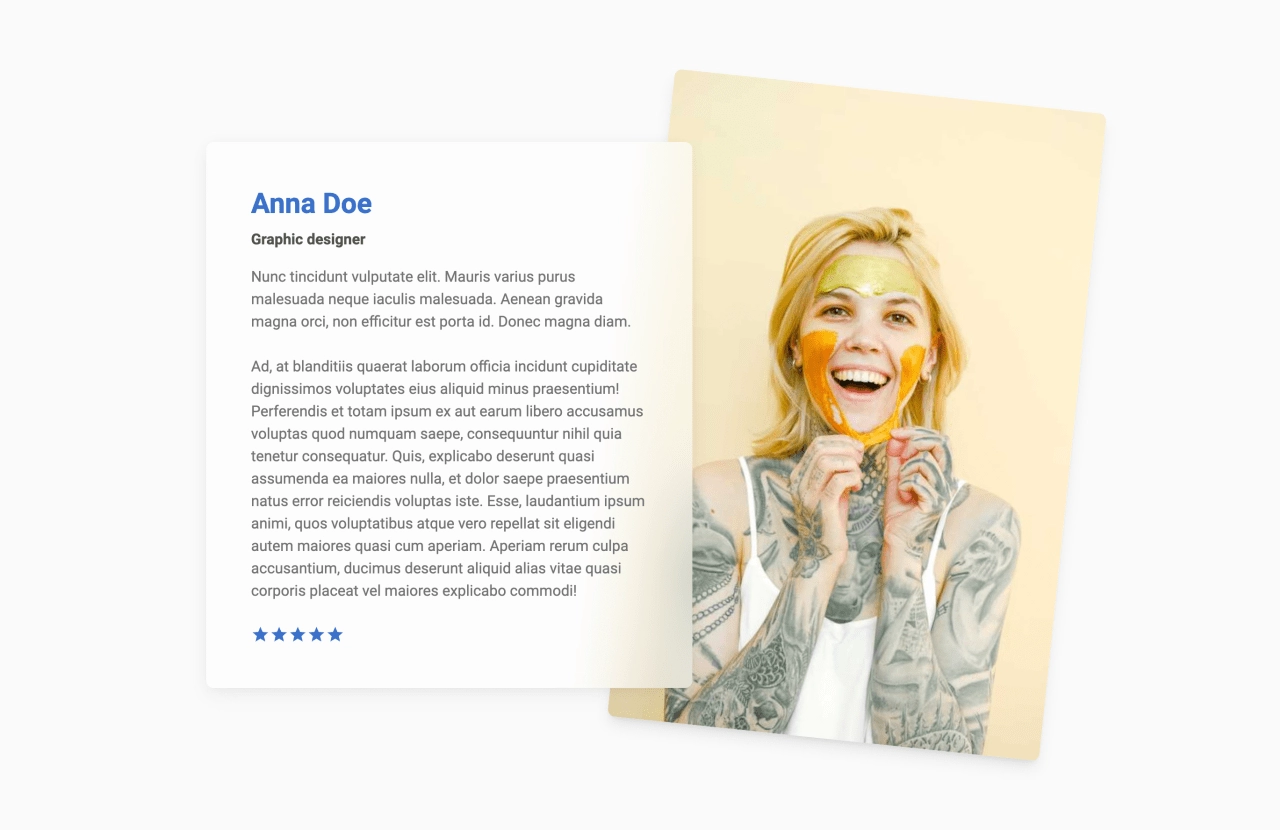 Anna Doe
Graphic designer
Nunc tincidunt vulputate elit. Mauris varius purus
malesuada neque iaculis malesuada. Aenean gravida
magna orci, non efficitur est porta id. Donec magna diam.
Ad, at blanditiis quaerat laborum officia incidunt cupiditate
dignissimos voluptates eius aliquid minus praesentium!
Perferendis et totam ipsum ex aut earum libero accusamus
voluptas quod numquam saepe, consequuntur nihil quia
tenetur consequatur. Quis, explicabo deserunt quasi
assumenda ea maiores nulla, et dolor saepe praesentium
natus error reiciendis voluptas iste. Esse, laudantium ipsum
animi, quos voluptatibus atque vero repellat sit eligendi
autem maiores quasi cum aperiam. Aperiam rerum culpa
accusantium, ducimus deserunt aliquid alias vitae quasi
corporis placeat vel maiores explicabo commodi!